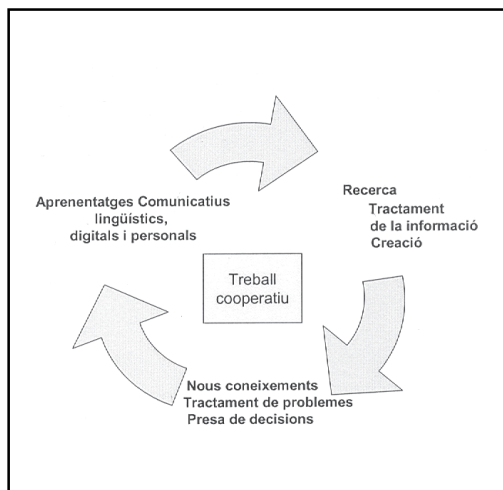 Aprenentatges Comunicatius
lingüístics,
digitals i personals
Recerca
Tractament
de la informació
Creació
Treball
cooperatiu
Nous coneixements
Tractament de problemes
Presa de decisions